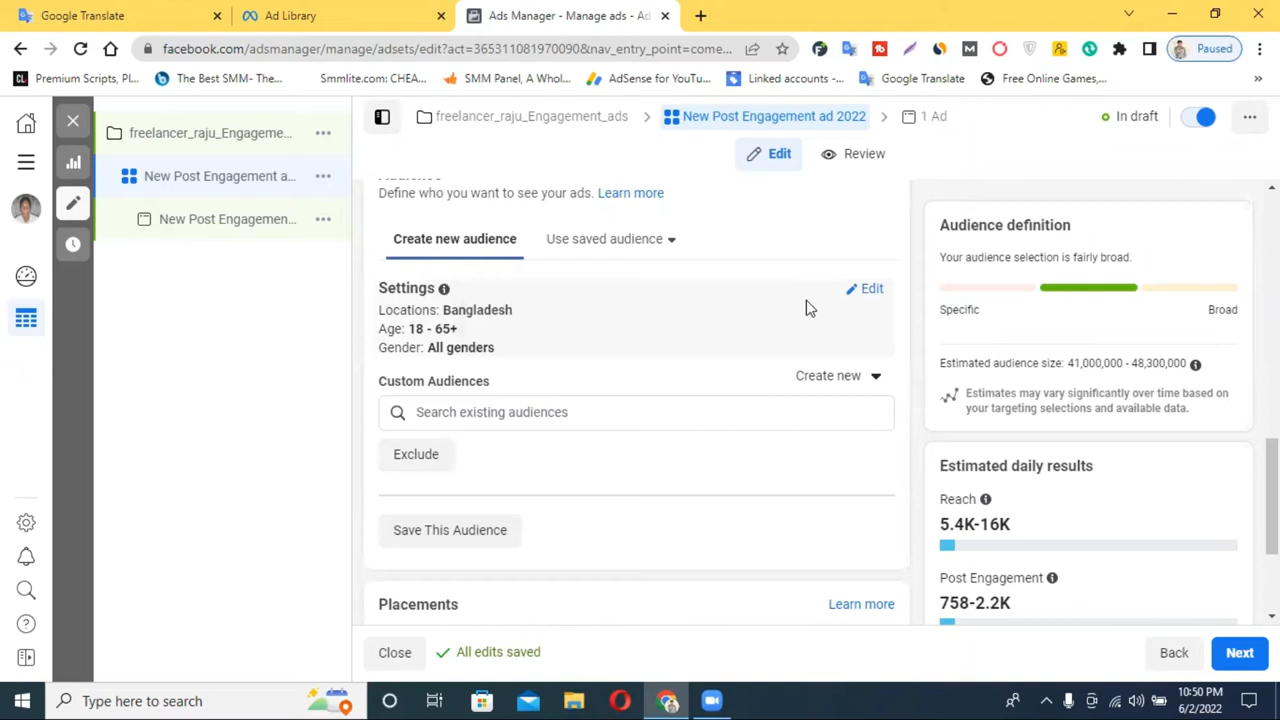 Google Translate
Ad Library
Ads Manager - Manage ads - Ad
facebook.com/adsmanager/manage/adsets/edit?act=365311081970090&nav_entry_point=come...
Paused
Premium Scripts, Pl...
The Best SMM- The...
Smmlite.com: CHEA...
SMM Panel, A Whol...
AdSense for YouTu...
Linked accounts -...
Google Translate
Free Online Games,...
»
freelancer_raju_Engageme...
New Post Engagement a...
New Post Engagemen...
freelancer_raju_Engagement_ads
New Post Engagement ad 2022
1 Ad
In draft
Edit
Review
Define who you want to see your ads. Learn more
Create new audience
Use saved audience
Settings
Edit
Locations: Bangladesh
Age: 18 - 65+
Gender: All genders
Custom Audiences
Create new
Search existing audiences
Exclude
Save This Audience
Placements
Learn more
Audience definition
Your audience selection is fairly broad.
Specific
Broad
Estimated audience size: 41,000,000 - 48,300,000
Estimates may vary significantly over time based on
your targeting selections and available data.
Estimated daily results
Reach
5.4K-16K
Post Engagement
758-2.2K
Close
All edits saved
Back
Next
Type here to search
10:50 PM
6/2/2022